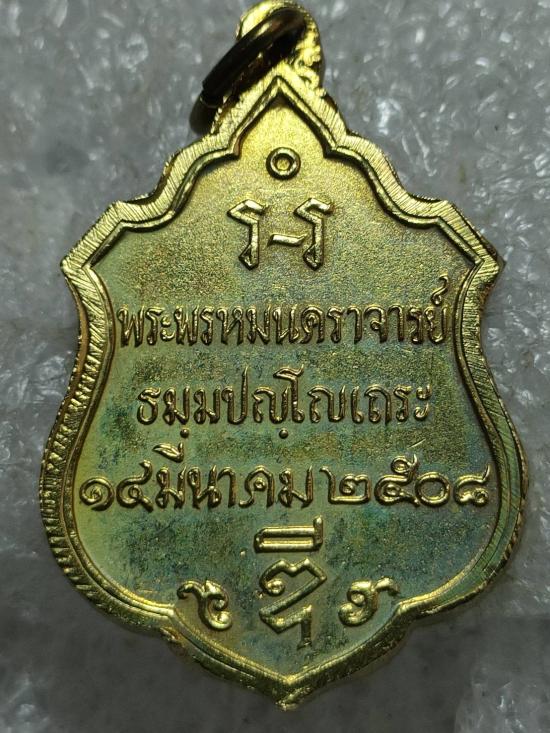 ร-ร
พระพรหมนคราจารย์
ธมฺมปญฺโญเถระ
๑๔ มีนาคม ๒๕๐๘